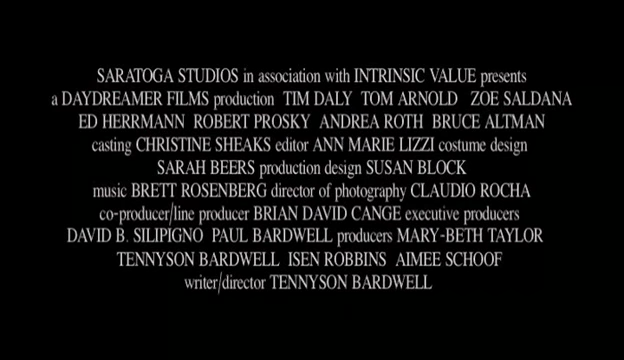 SARATOGA STUDIOS in association with INTRINSIC VALUE presents
a DAYDREAMER FILMS production TIM DALY TOM ARNOLD ZOE SALDANA
ED HERRMANN ROBERT PROSKY ANDREA ROTH BRUCE ALTMAN
casting CHRISTINE SHEAKS editor ANN MARIE LIZZI costume design
SARAH BEERS production design SUSAN BLOCK
music BRETT ROSENBERG director of photography CLAUDIO ROCHA
co-producer/line producer BRIAN DAVID CANGE executive producers
DAVID B. SILIPIGNO PAUL BARDWELL producers MARY-BETH TAYLOR
TENNYSON BARDWELL ISEN ROBBINS AIMEE SCHOOF
writer/director TENNYSON BARDWELL